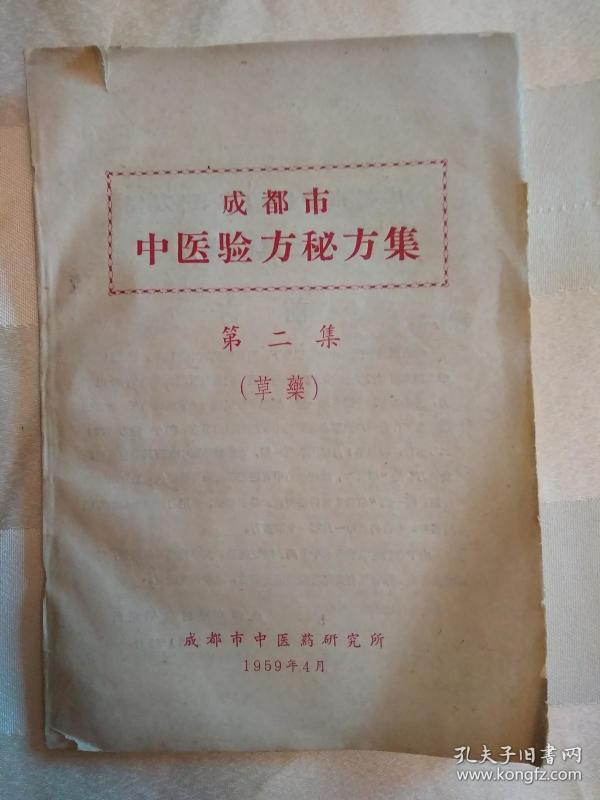 成都市
中医验方秘方集
第二集
(草藥)
成都市中医药研究所
1959年4月
孔夫子旧书网
www.kongfz.com